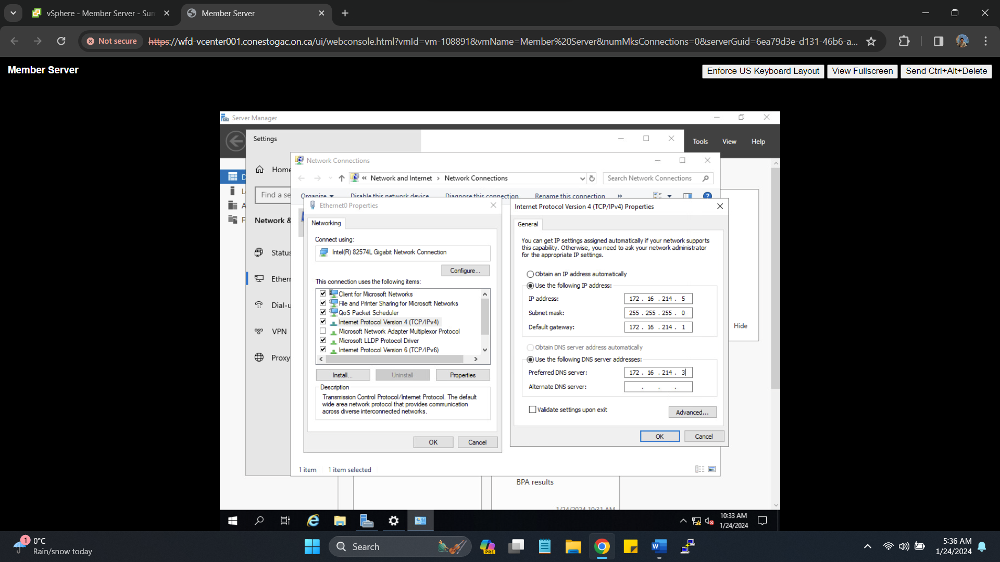 vSphere - Member Server - Sum
Member Server
Not secure
https://wfd-vcenter001.conestogac.on.ca/ui/webconsole.html?vmId=vm-108891&vmName=Member%20Server&numMksConnections=0&serverGuid=6ea79d3e-d131-46b6-a...
Member Server
Enforce US Keyboard Layout
View Fullscreen
Send Ctrl+Alt+Delete
Server Manager
Settings
Tools View Help
Home
Find a se
Network &
Status
Ethern
Dial-u
VPN
Proxy
D
L
A
F
Network Connections
« Network and Internet › Network Connections
Search Network Connections
Organize
Disable this network device
Diagnose this connection
Rename this connection
»
Ethernet0 Properties
Networking
Connect using:
Intel(R) 82574L Gigabit Network Connection
Configure...
This connection uses the following items:
Client for Microsoft Networks
File and Printer Sharing for Microsoft Networks
QoS Packet Scheduler
Internet Protocol Version 4 (TCP/IPv4)
Microsoft Network Adapter Multiplexor Protocol
Microsoft LLDP Protocol Driver
Internet Protocol Version 6 (TCP/IPv6)
Install...
Uninstall
Properties
Description
Transmission Control Protocol/Internet Protocol. The default
wide area network protocol that provides communication
across diverse interconnected networks.
OK
Cancel
Internet Protocol Version 4 (TCP/IPv4) Properties
General
You can get IP settings assigned automatically if your network supports
this capability. Otherwise, you need to ask your network administrator
for the appropriate IP settings.
Obtain an IP address automatically
Use the following IP address:
IP address: 172 . 16 . 214 . 5
Subnet mask: 255 . 255 . 255 . 0
Default gateway: 172 . 16 . 214 . 1
Obtain DNS server address automatically
Use the following DNS server addresses:
Preferred DNS server: 172 . 16 . 214 . 3
Alternate DNS server: . . .
Validate settings upon exit
Advanced...
OK
Cancel
Hide
1 item
1 item selected
BPA results
1/24/2024 10:31 AM
10:33 AM
1/24/2024
1
0°C
Rain/snow today
Search
PRE
W
5:36 AM
1/24/2024